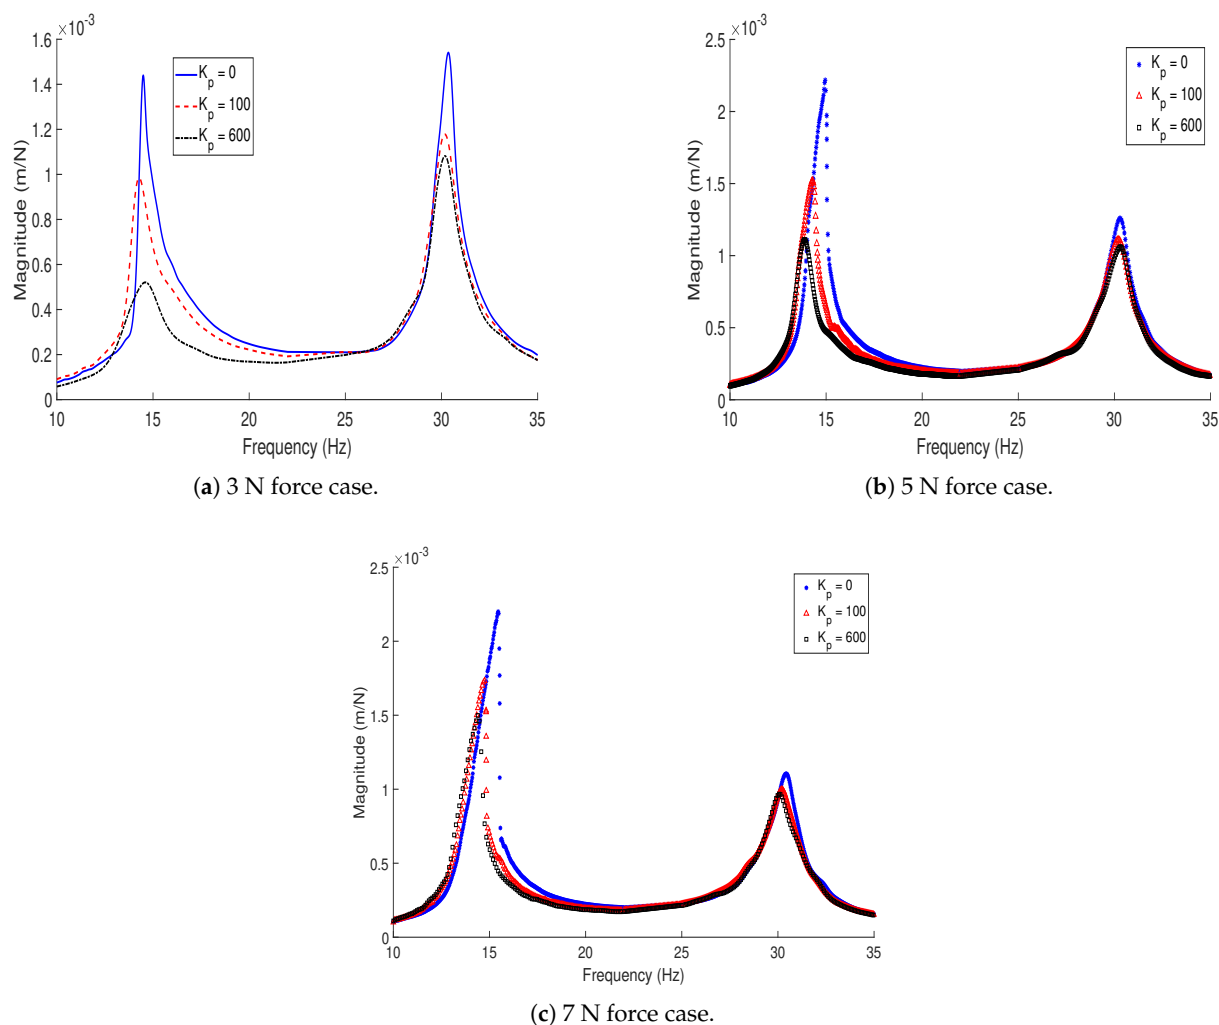 ×10⁻³
1.6
1.4
1.2
1
0.8
0.6
0.4
0.2
0
Magnitude (m/N)
K_p = 0
K_p = 100
K_p = 600
10 15 20 25 30 35
Frequency (Hz)
(a) 3 N force case.
×10⁻³
2.5
2
1.5
1
0.5
0
Magnitude (m/N)
K_p = 0
K_p = 100
K_p = 600
10 15 20 25 30 35
Frequency (Hz)
(b) 5 N force case.
×10⁻³
2.5
2
1.5
1
0.5
0
Magnitude (m/N)
K_p = 0
K_p = 100
K_p = 600
10 15 20 25 30 35
Frequency (Hz)
(c) 7 N force case.